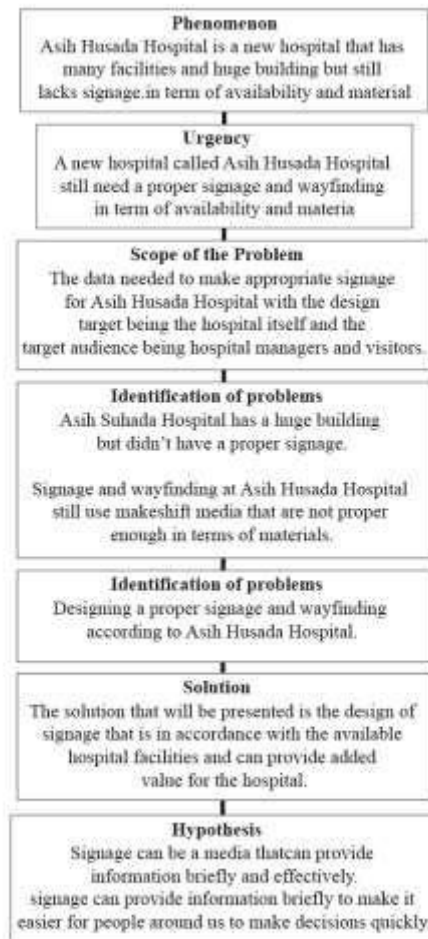 Phenomenon
Asih Husada Hospital is a new hospital that has
many facilities and huge building but still
lacks signage.in term of availability and material
Urgency
A new hospital called Asih Husada Hospital
still need a proper signage and wayfinding
in term of availability and materia
Scope of the Problem
The data needed to make appropriate signage
for Asih Husada Hospital with the design
target being the hospital itself and the
target audience being hospital managers and visitors.
Identification of problems
Asih Suhada Hospital has a huge building
but didn't have a proper signage.
Signage and wayfinding at Asih Husada Hospital
still use makeshift media that are not proper
enough in terms of materials.
Identification of problems
Designing a proper signage and wayfinding
according to Asih Husada Hospital.
Solution
The solution that will be presented is the design of
signage that is in accordance with the available
hospital facilities and can provide added
value for the hospital.
Hypothesis
Signage can be a media thatcan provide
information briefly and effectively.
signage can provide information briefly to make it
easier for people around us to make decisions quickly